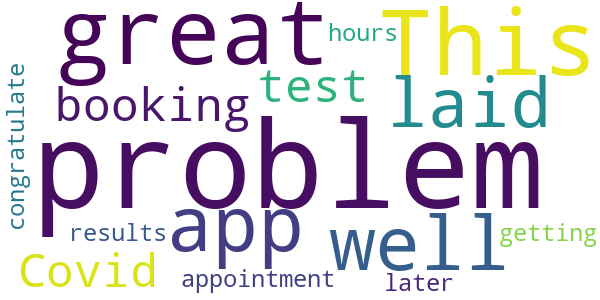 great
hours
This
congratulate
booking
test
laid
problem
app
well
results
getting
Covid
appointment
later